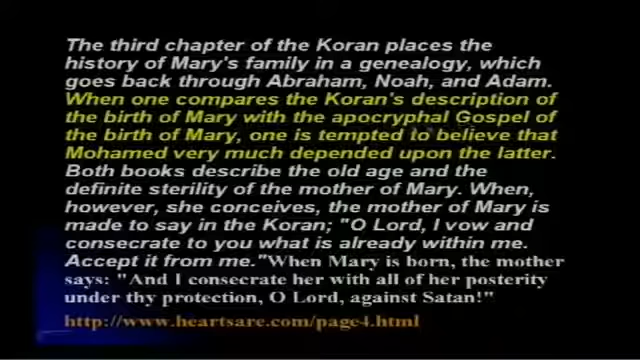 The third chapter of the Koran places the
history of Mary's family in a genealogy, which
goes back through Abraham, Noah, and Adam.
When one compares the Koran's description of
the birth of Mary with the apocryphal Gospel of
the birth of Mary, one is tempted to believe that
Mohamed very much depended upon the latter.
Both books describe the old age and the
definite sterility of the mother of Mary. When,
however, she conceives, the mother of Mary is
made to say in the Koran; "O Lord, I vow and
consecrate to you what is already within me.
Accept it from me."When Mary is born, the mother
says: "And I consecrate her with all of her posterity
under thy protection, O Lord, against Satan!"
http://www.heartsare.com/page4.html